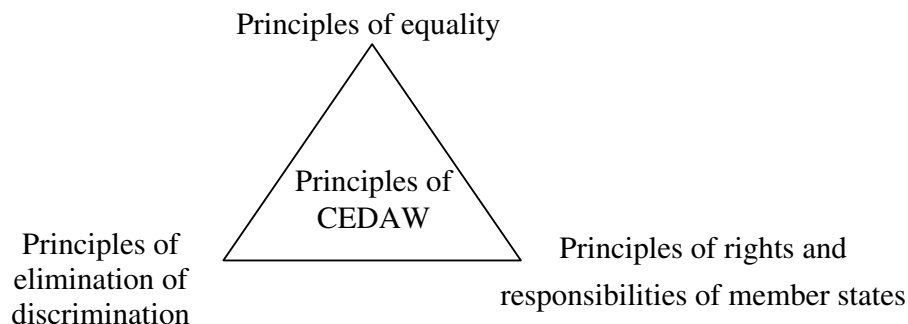 Principles of equality
Principles of
CEDAW
Principles of
elimination of
discrimination
Principles of rights and
responsibilities of member states